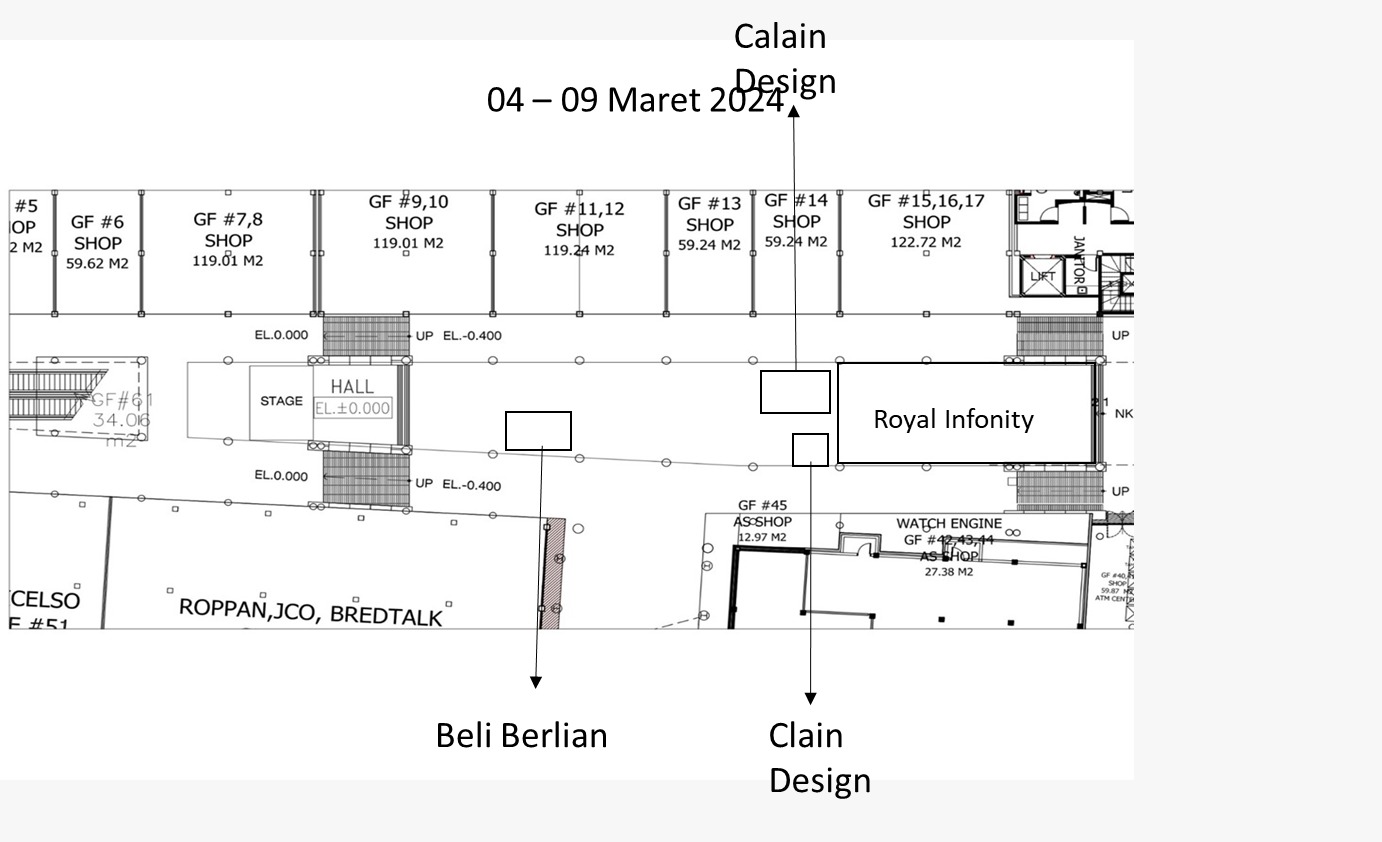 Calain
Design
04 – 09 Maret 2024
#5
OP
2 M2
GF #6
SHOP
59.62 M2
GF #7,8
SHOP
119.01 M2
GF #9,10
SHOP
119.01 M2
GF #11,12
SHOP
119.24 M2
GF #13
SHOP
59.24 M2
GF #14
SHOP
59.24 M2
GF #15,16,17
SHOP
122.72 M2
LIFT
JANITOR
EL.0.000
UP
EL.-0.400
UP
GF#61
34.06
m2
STAGE
HALL
EL.±0.000
Royal Infonity
NK
EL.0.000
UP
EL.-0.400
UP
GF #45
AS SHOP
12.97 M2
WATCH ENGINE
GF #42,43,44
AS SHOP
27.38 M2
SHOP
59.87
ATM CENT
CELSO
#51
ROPPAN,JCO, BREDTALK
Beli Berlian
Clain
Design